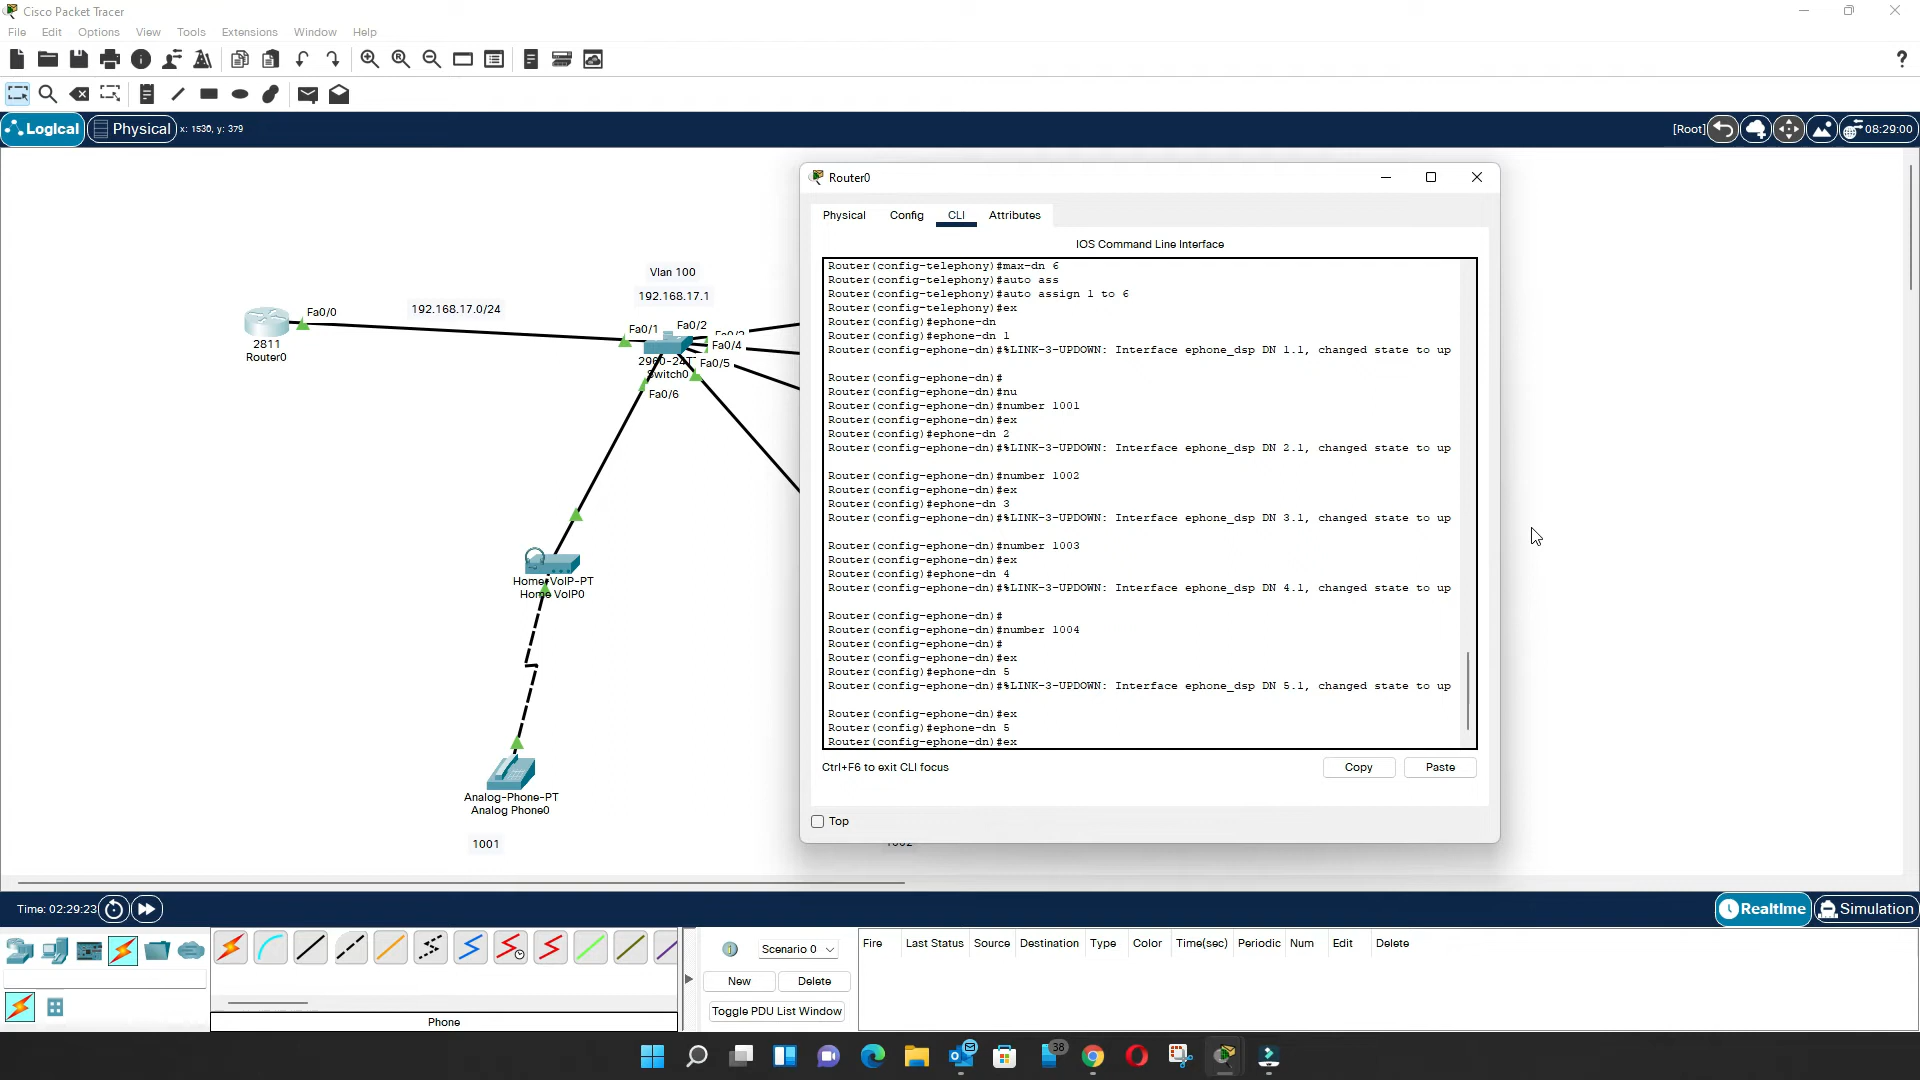 Cisco Packet Tracer
File Edit Options View Tools Extensions Window Help
Logical Physical x: 1536, y: 379
[Root] 08:29:00
Router0
Physical Config CLI Attributes
IOS Command Line Interface
Router(config-telephony)#max-dn 6
Router(config-telephony)#auto ass
Router(config-telephony)#auto assign 1 to 6
Router(config-telephony)#ex
Router(config)#ephone-dn
Router(config)#ephone-dn 1
Router(config-ephone-dn)#%LINK-3-UPDOWN: Interface ephone_dsp DN 1.1, changed state to up
Router(config-ephone-dn)#
Router(config-ephone-dn)#nu
Router(config-ephone-dn)#number 1001
Router(config-ephone-dn)#ex
Router(config)#ephone-dn 2
Router(config-ephone-dn)#%LINK-3-UPDOWN: Interface ephone_dsp DN 2.1, changed state to up
Router(config-ephone-dn)#number 1002
Router(config-ephone-dn)#ex
Router(config)#ephone-dn 3
Router(config-ephone-dn)#%LINK-3-UPDOWN: Interface ephone_dsp DN 3.1, changed state to up
Router(config-ephone-dn)#number 1003
Router(config-ephone-dn)#ex
Router(config)#ephone-dn 4
Router(config-ephone-dn)#%LINK-3-UPDOWN: Interface ephone_dsp DN 4.1, changed state to up
Router(config-ephone-dn)#
Router(config-ephone-dn)#number 1004
Router(config-ephone-dn)#
Router(config-ephone-dn)#ex
Router(config)#ephone-dn 5
Router(config-ephone-dn)#%LINK-3-UPDOWN: Interface ephone_dsp DN 5.1, changed state to up
Router(config-ephone-dn)#ex
Router(config)#ephone-dn 5
Router(config-ephone-dn)#ex
Ctrl+F6 to exit CLI focus
Copy Paste
Top
Vlan 100
192.168.17.1
Fa0/0
192.168.17.0/24
Fa0/1 Fa0/2
Fa0/4
Fa0/5
2811
Router0
2960-24T
Switch0
Fa0/6
Home VoIP-PT
Home VoIP0
Analog-Phone-PT
Analog Phone0
1001
Time: 02:29:23
Realtime Simulation
Scenario 0
New Delete
Toggle PDU List Window
Fire Last Status Source Destination Type Color Time(sec) Periodic Num Edit Delete
Phone
38